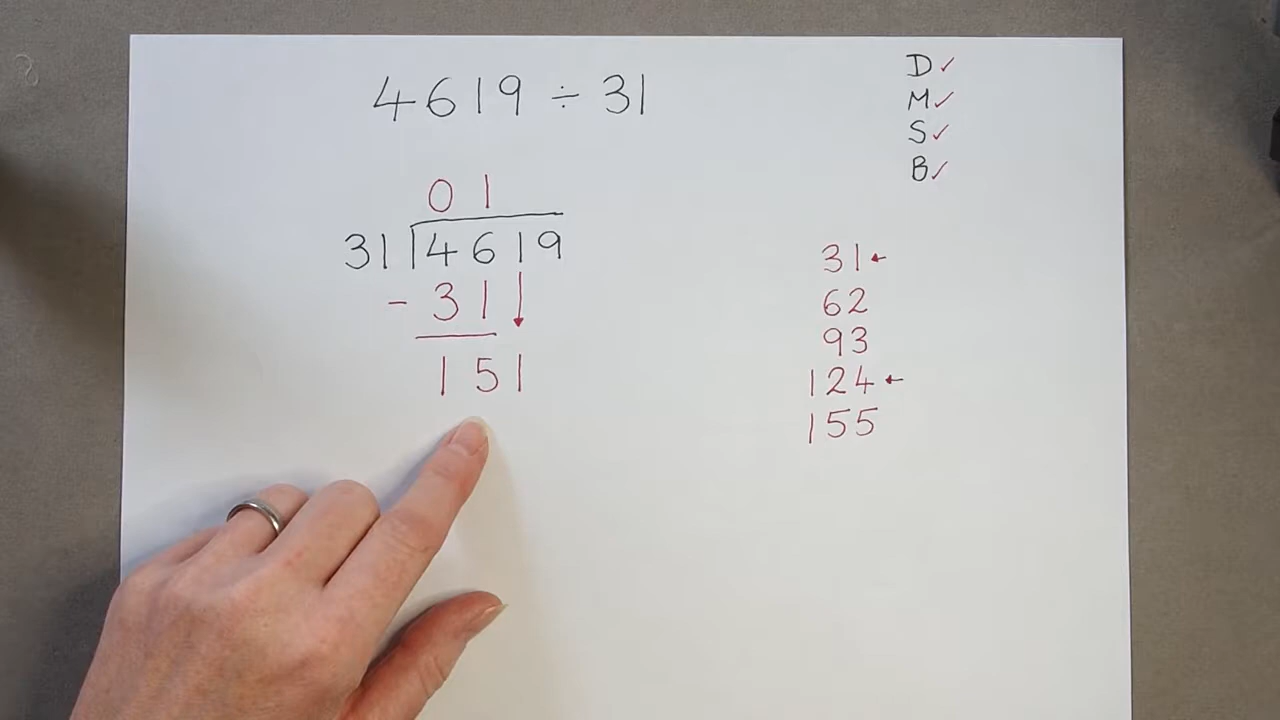 4619 ÷ 31
D ✓
M ✓
S ✓
B ✓
01
31 4619
- 31
151
31
62
93
124
155